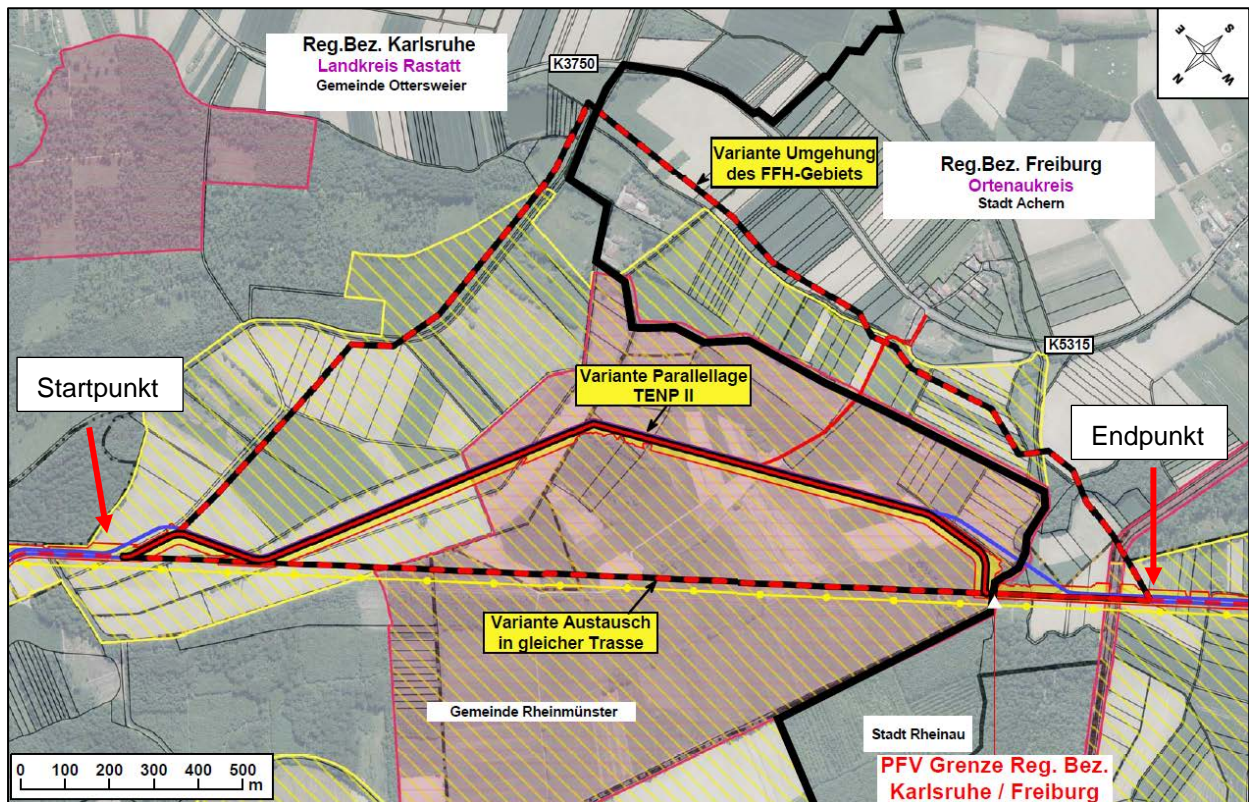 Reg.Bez. Karlsruhe
Landkreis Rastatt
Gemeinde Ottersweier
K3750
S
E
W
N
Variante Umgehung
des FFH-Gebiets
Reg.Bez. Freiburg
Ortenaukreis
Stadt Achern
K5315
Startpunkt
Variante Parallellage
TENP II
Endpunkt
Variante Austausch
in gleicher Trasse
Gemeinde Rheinmünster
Stadt Rheinau
PFV Grenze Reg. Bez.
Karlsruhe / Freiburg
0 100 200 300 400 500
m